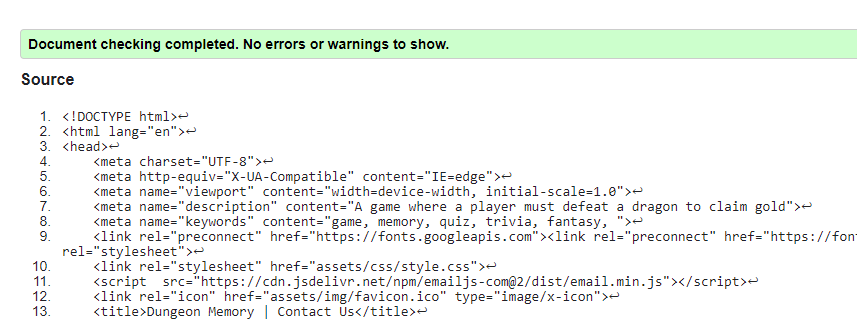 Document checking completed. No errors or warnings to show.
Source
1. <!DOCTYPE html>↩
2. <html lang="en">↩
3. <head>↩
4. <meta charset="UTF-8">↩
5. <meta http-equiv="X-UA-Compatible" content="IE=edge">↩
6. <meta name="viewport" content="width=device-width, initial-scale=1.0">↩
7. <meta name="description" content="A game where a player must defeat a dragon to claim gold">↩
8. <meta name="keywords" content="game, memory, quiz, trivia, fantasy, ">↩
9. <link rel="preconnect" href="https://fonts.googleapis.com"><link rel="preconnect" href="https://fon
rel="stylesheet">↩
10. <link rel="stylesheet" href="assets/css/style.css">↩
11. <script  src="https://cdn.jsdelivr.net/npm/emailjs-com@2/dist/email.min.js"></script>↩
12. <link rel="icon" href="assets/img/favicon.ico" type="image/x-icon">↩
13. <title>Dungeon Memory | Contact Us</title>↩